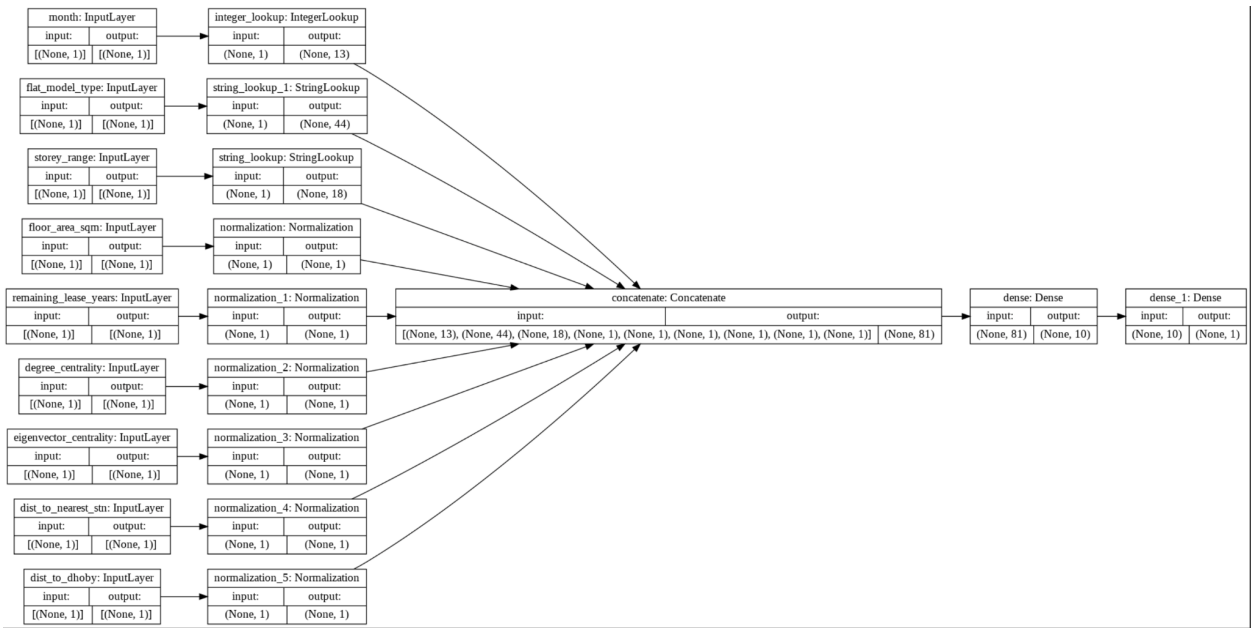 month: InputLayer
input: output:
[(None, 1)] [(None, 1)]
integer_lookup: IntegerLookup
input: output:
(None, 1) (None, 13)
flat_model_type: InputLayer
input: output:
[(None, 1)] [(None, 1)]
string_lookup_1: StringLookup
input: output:
(None, 1) (None, 44)
storey_range: InputLayer
input: output:
[(None, 1)] [(None, 1)]
string_lookup: StringLookup
input: output:
(None, 1) (None, 18)
floor_area_sqm: InputLayer
input: output:
[(None, 1)] [(None, 1)]
normalization: Normalization
input: output:
(None, 1) (None, 1)
remaining_lease_years: InputLayer
input: output:
[(None, 1)] [(None, 1)]
normalization_1: Normalization
input: output:
(None, 1) (None, 1)
concatenate: Concatenate
input: output:
[(None, 13), (None, 44), (None, 18), (None, 1), (None, 1), (None, 1), (None, 1), (None, 1), (None, 1)] (None, 81)
dense: Dense
input: output:
(None, 81) (None, 10)
dense_1: Dense
input: output:
(None, 10) (None, 1)
degree_centrality: InputLayer
input: output:
[(None, 1)] [(None, 1)]
normalization_2: Normalization
input: output:
(None, 1) (None, 1)
eigenvector_centrality: InputLayer
input: output:
[(None, 1)] [(None, 1)]
normalization_3: Normalization
input: output:
(None, 1) (None, 1)
dist_to_nearest_stn: InputLayer
input: output:
[(None, 1)] [(None, 1)]
normalization_4: Normalization
input: output:
(None, 1) (None, 1)
dist_to_dhoby: InputLayer
input: output:
[(None, 1)] [(None, 1)]
normalization_5: Normalization
input: output:
(None, 1) (None, 1)